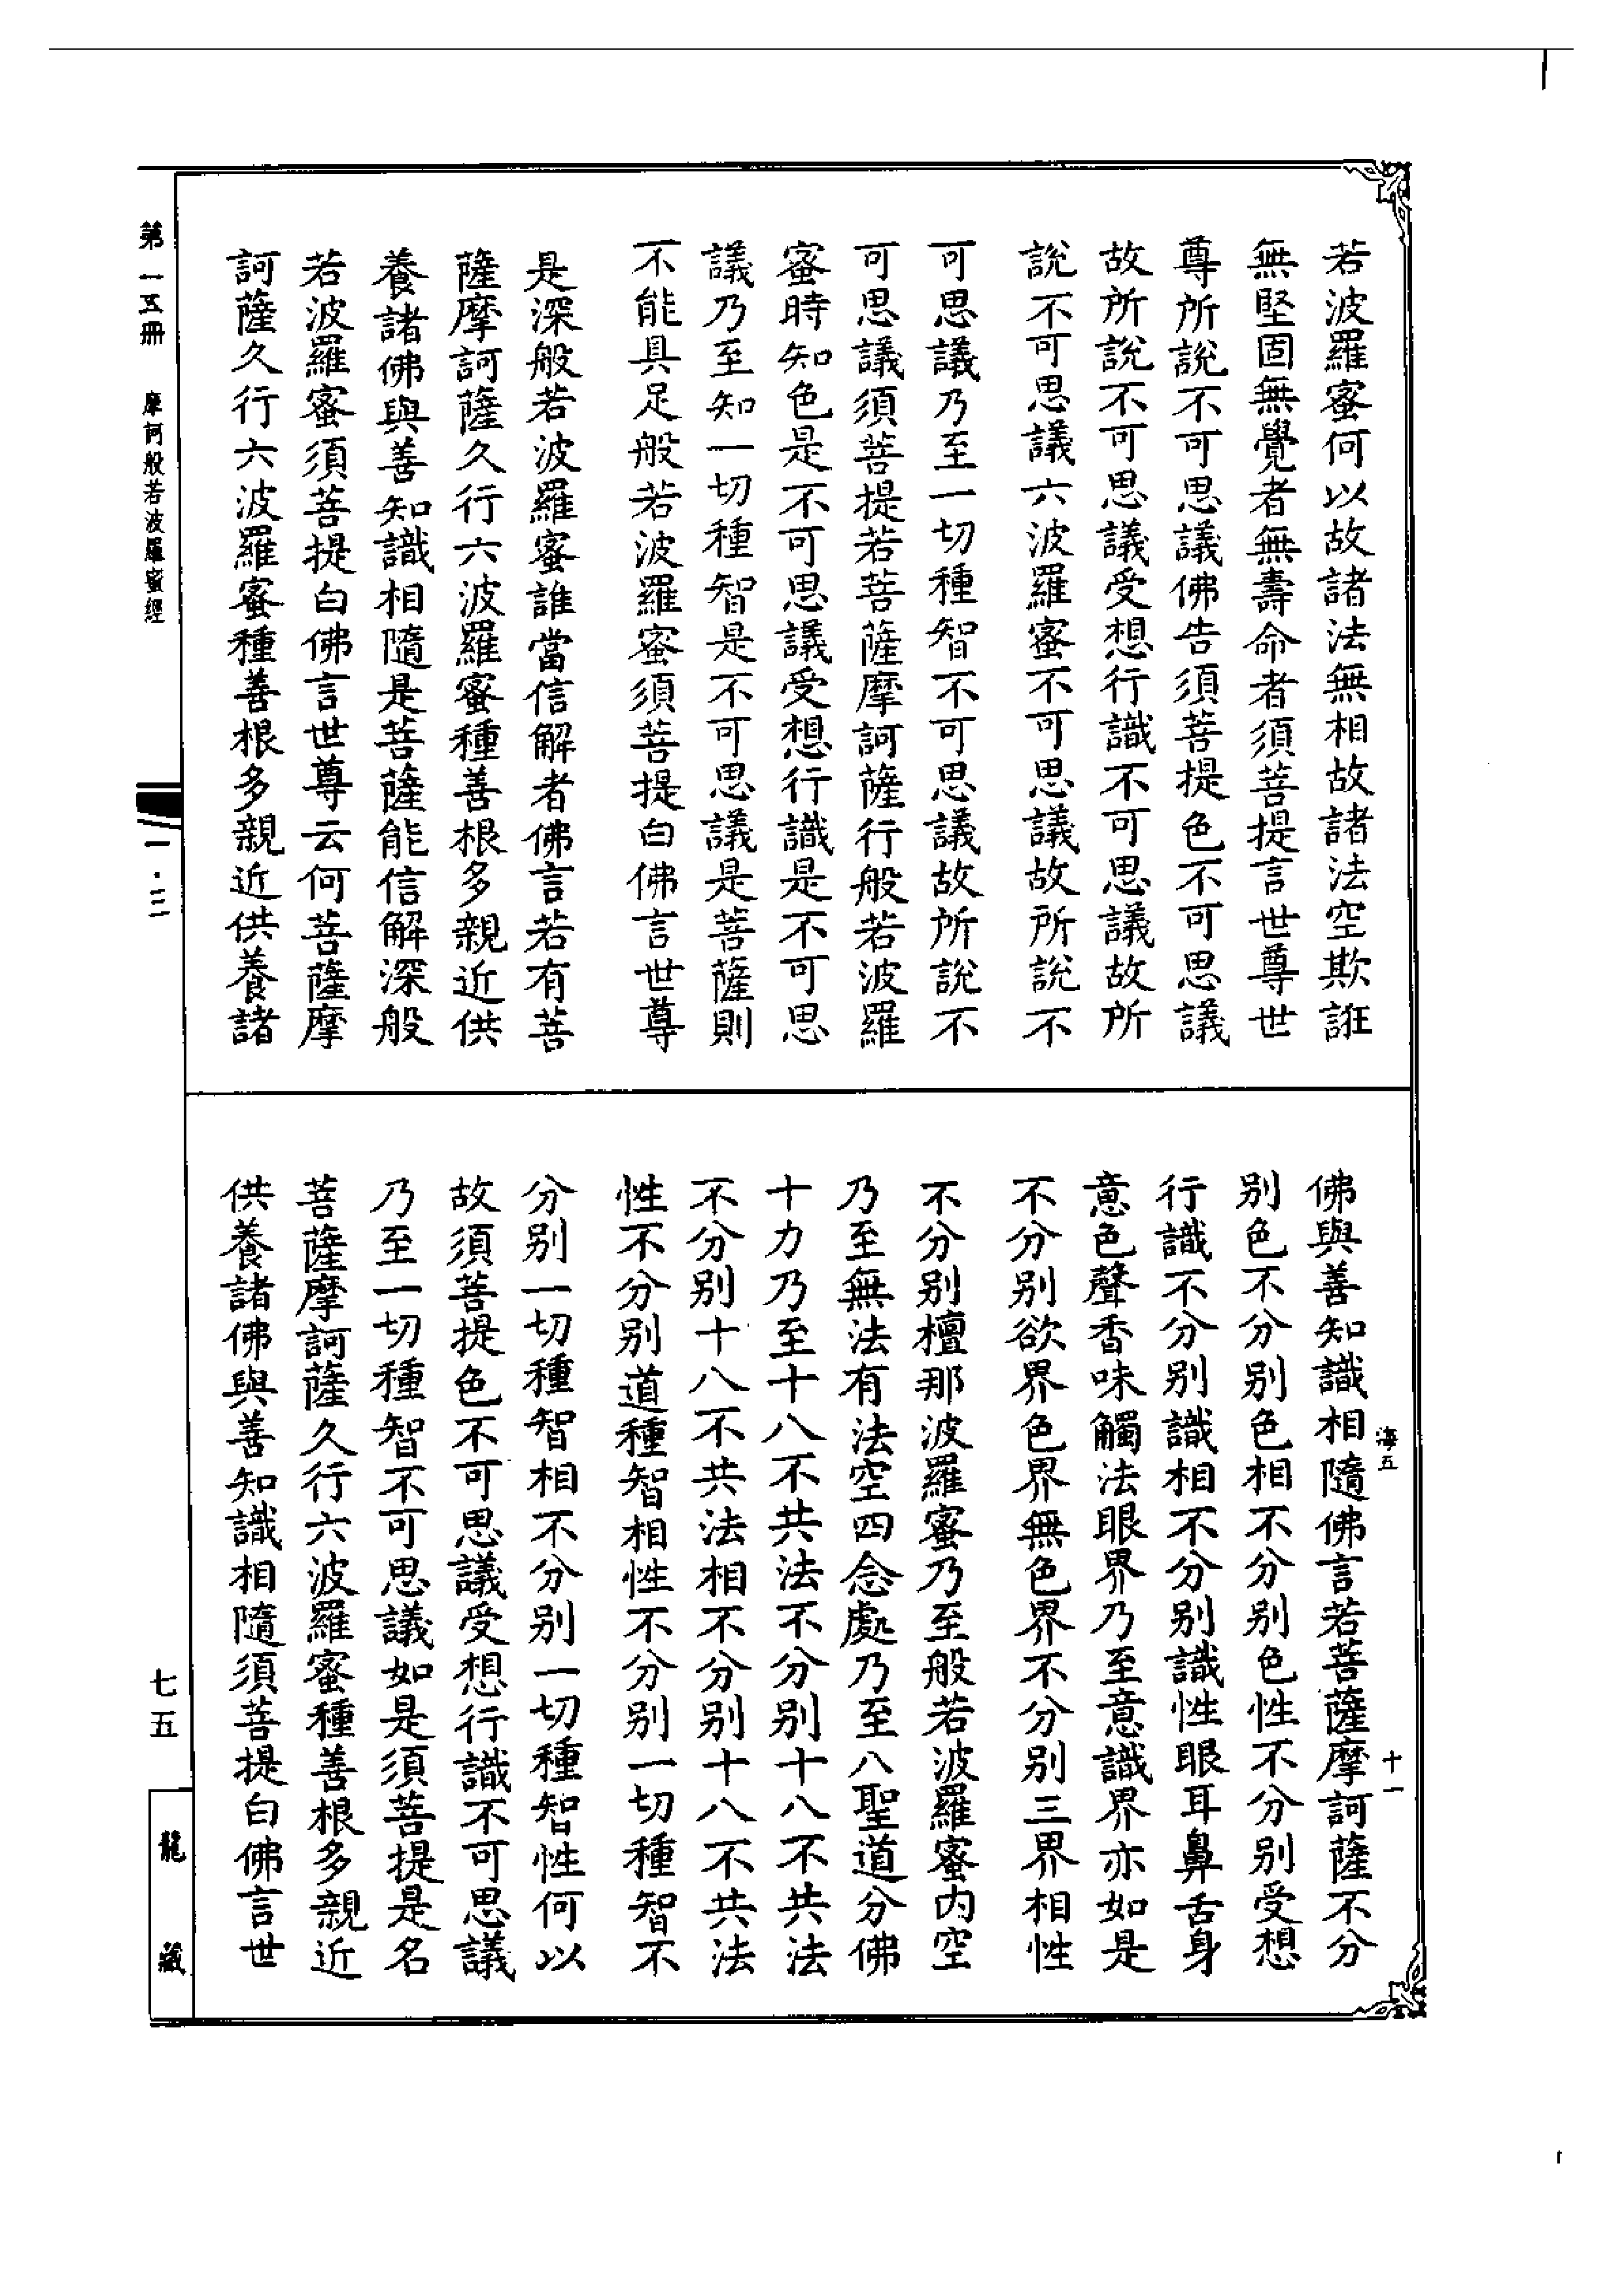 若波羅蜜何以故諸法無相故諸法空欺誑
無堅固無覺者無壽命者須菩提言世尊世
尊所說不可思議佛告須菩提色不可思議
故所說不可思議受想行識不可思議故所
說不可思議六波羅蜜不可思議故所說不
可思議乃至一切種智不可思議故所說不
可思議須菩提若菩薩摩訶薩行般若波羅
蜜時知色是不可思議受想行識是不可思
議乃至知一切種智是不可思議是菩薩則
不能具足般若波羅蜜須菩提白佛言世尊
是深般若波羅蜜誰當信解者佛言若有菩
薩摩訶薩久行六波羅蜜種善根多親近供
養諸佛與善知識相隨是菩薩能信解深般
若波羅蜜須菩提白佛言世尊云何菩薩摩
訶薩久行六波羅蜜種善根多親近供養諸
海五
十一
佛與善知識相隨佛言若菩薩摩訶薩不分
別色不分別色相不分別色性不分別受想
行識不分別識相不分別識性眼耳鼻舌身
意色聲香味觸法眼界乃至意識界亦如是
不分別欲界色界無色界不分別三界相性
不分別檀那波羅蜜乃至般若波羅蜜內空
乃至無法有法空四念處乃至八聖道分佛
十力乃至十八不共法不分別十八不共法
不分別十八不共法相不分別十八不共法
性不分別道種智相性不分別一切種智不
分別一切種智相不分別一切種智性何以
故須菩提色不可思議受想行識不可思議
乃至一切種智不可思議如是須菩提是名
菩薩摩訶薩久行六波羅蜜種善根多親近
供養諸佛與善知識相隨須菩提白佛言世
第一五冊
摩訶般若波羅蜜經
一·三
七五
龍藏